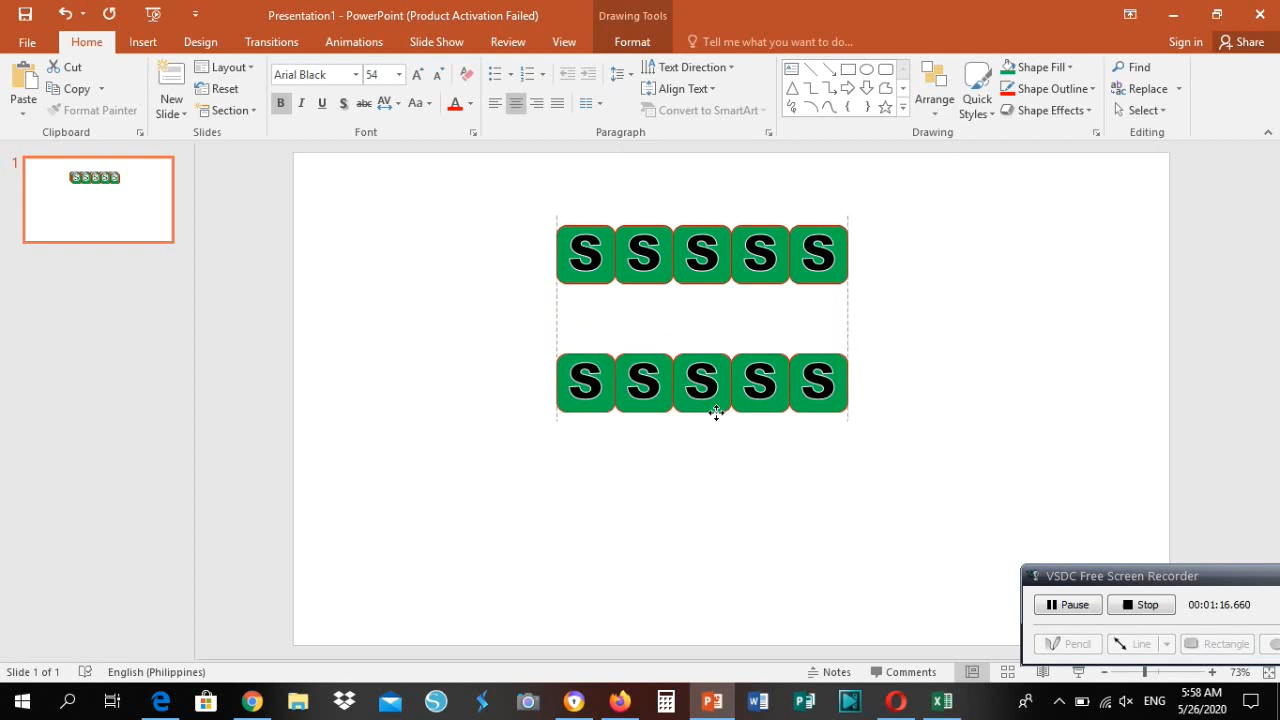 Presentation1 - PowerPoint (Product Activation Failed)
Drawing Tools
File Home Insert Design Transitions Animations Slide Show Review View Format Tell me what you want to do... Sign in Share
Paste
Cut
Copy
Format Painter
Clipboard
New Slide
Layout
Reset
Section
Slides
Arial Black 54
B I U S abc AV Aa A
Font
Text Direction
Align Text
Convert to SmartArt
Paragraph
Arrange
Quick Styles
Shape Fill
Shape Outline
Shape Effects
Drawing
Find
Replace
Select
Editing
1
S S S S S
S S S S S
S S S S S
VSDC Free Screen Recorder
Pause Stop 00:01:16.660
Pencil Line Rectangle
Slide 1 of 1 English (Philippines) Notes Comments 73%
ENG
5:58 AM
5/26/2020